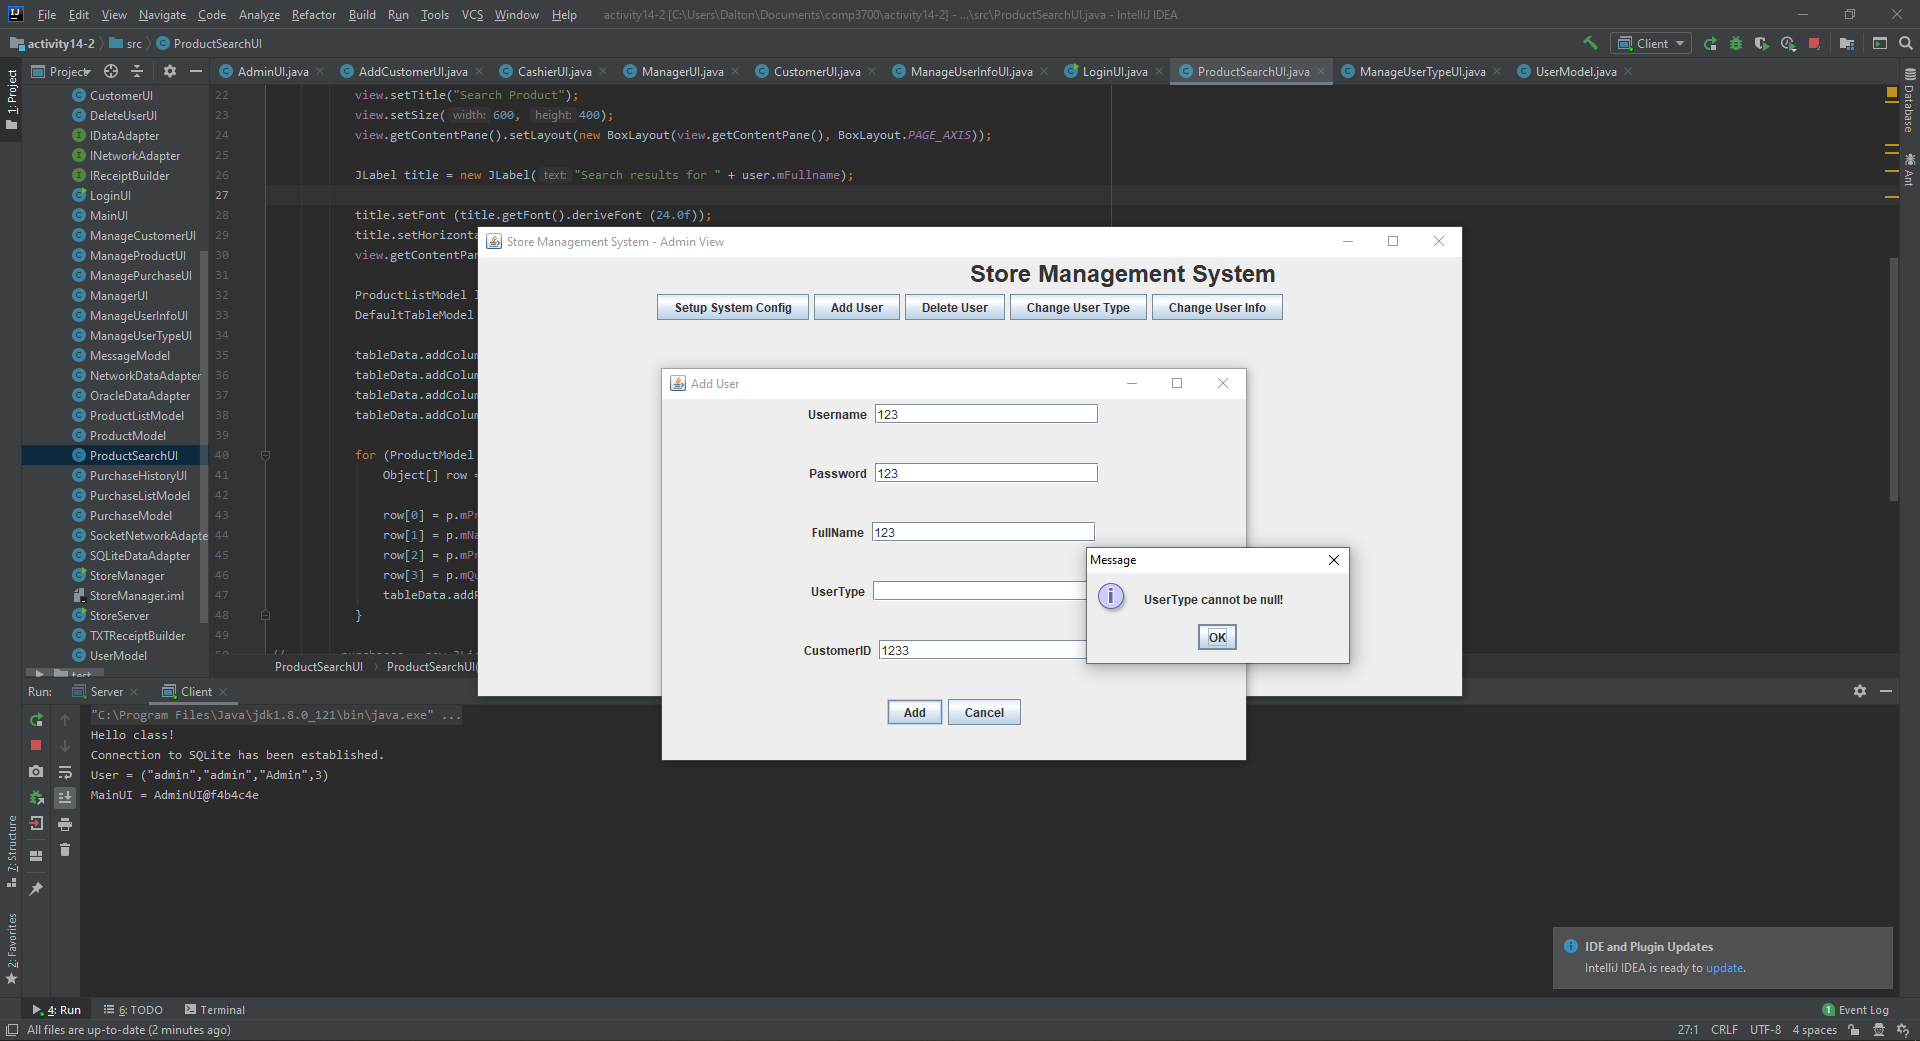 File Edit View Navigate Code Analyze Refactor Build Run Tools VCS Window Help activity14-2 [C:\Users\Dalton\Documents\comp3700\activity14-2] - ...\src\ProductSearchUI.java - IntelliJ IDEA
activity14-2 src ProductSearchUI Client
Project AdminUI.java AddCustomerUI.java CashierUI.java ManagerUI.java CustomerUI.java ManageUserInfoUI.java LoginUI.java ProductSearchUI.java ManageUserTypeUI.java UserModel.java
1: Project
CustomerUI
DeleteUserUI
IDataAdapter
INetworkAdapter
IReceiptBuilder
LoginUI
MainUI
ManageCustomerUI
ManageProductUI
ManagePurchaseUI
ManagerUI
ManageUserInfoUI
ManageUserTypeUI
MessageModel
NetworkDataAdapter
OracleDataAdapter
ProductListModel
ProductModel
ProductSearchUI
PurchaseHistoryUI
PurchaseListModel
PurchaseModel
SocketNetworkAdapte
SQLiteDataAdapter
StoreManager
StoreManager.iml
StoreServer
TXTReceiptBuilder
UserModel
test
22 view.setTitle("Search Product");
23 view.setSize( width: 600, height: 400);
24 view.getContentPane().setLayout(new BoxLayout(view.getContentPane(), BoxLayout.PAGE_AXIS));
25
26 JLabel title = new JLabel( text: "Search results for " + user.mFullname);
27
28 title.setFont (title.getFont().deriveFont (24.0f));
29 title.setHorizonta
30 view.getContentPan
31
32 ProductListModel
33 DefaultTableModel
34
35 tableData.addColum
36 tableData.addColum
37 tableData.addColum
38 tableData.addColum
39
40 for (ProductModel
41 Object[] row =
42
43 row[0] = p.mPr
44 row[1] = p.mNa
45 row[2] = p.mPr
46 row[3] = p.mQu
47 tableData.addR
48 }
49
ProductSearchUI ProductSearchUI(
Database
Ant
Store Management System - Admin View
Store Management System
Setup System Config Add User Delete User Change User Type Change User Info
Add User
Username 123
Password 123
FullName 123
UserType
CustomerID 1233
Add Cancel
Message
UserType cannot be null!
OK
Run: Server Client
"C:\Program Files\Java\jdk1.8.0_121\bin\java.exe" ...
Hello class!
Connection to SQLite has been established.
User = ("admin","admin","Admin",3)
MainUI = AdminUI@f4b4c4e
7: Structure
2: Favorites
IDE and Plugin Updates
IntelliJ IDEA is ready to update.
4: Run 6: TODO Terminal 1 Event Log
All files are up-to-date (2 minutes ago) 27:1 CRLF UTF-8 4 spaces